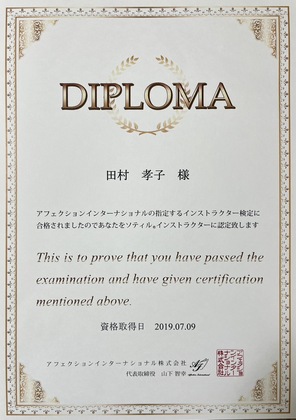 DIPLOMA
田村 孝子 様
アフェクションインターナショナルの指定するインストラクター検定に
合格されましたのであなたをソティル®インストラクターに認定致します
This is to prove that you have passed the
examination and have given certification
mentioned above.
資格取得日 2019.07.09
アフェクションインターナショナル株式会社
代表取締役 山下 智幸